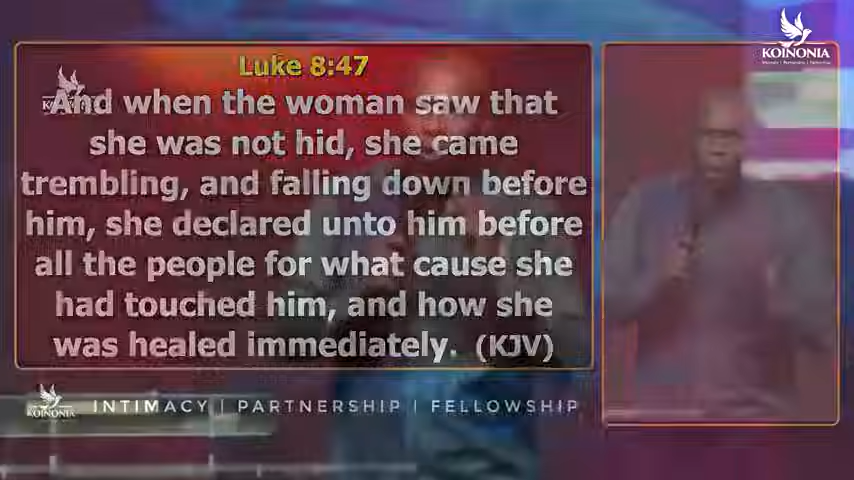 KOINONIA
Luke 8:47
And when the woman saw that
she was not hid, she came
trembling, and falling down before
him, she declared unto him before
all the people for what cause she
had touched him, and how she
was healed immediately. (KJV)
KOINONIA
INTIMACY | PARTNERSHIP | FELLOWSHIP